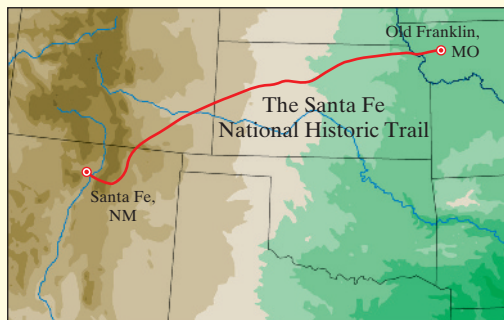 Old Franklin,
MO
The Santa Fe
National Historic Trail
Santa Fe,
NM